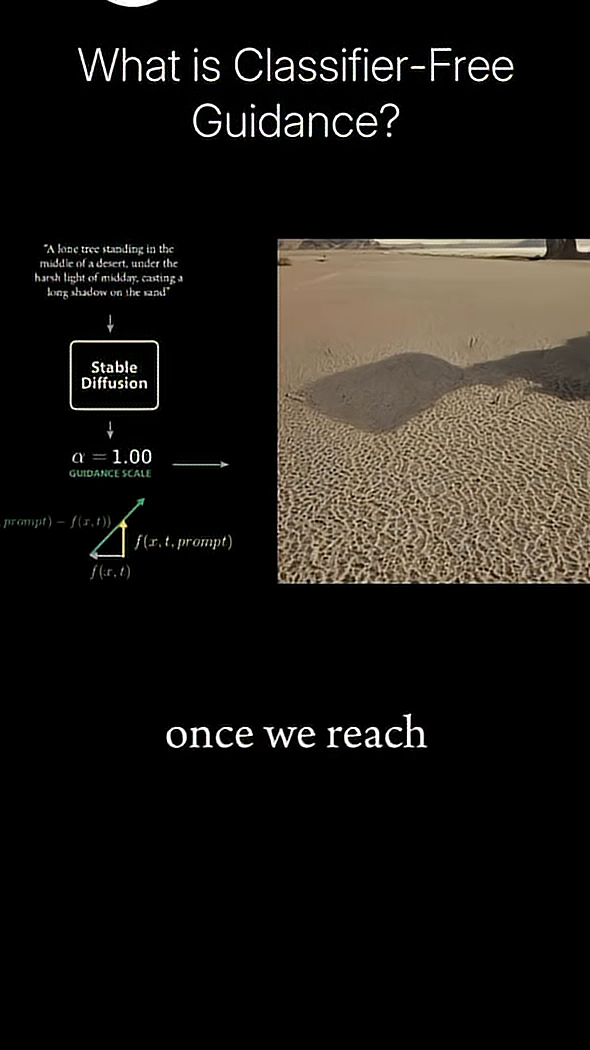 What is Classifier-Free
Guidance?
"A lone tree standing in the
middle of a desert, under the
harsh light of midday, casting a
long shadow on the sand"
Stable
Diffusion
α = 1.00
GUIDANCE SCALE
prompt) − f(x, t))
f(x, t, prompt)
f(x, t)
once we reach